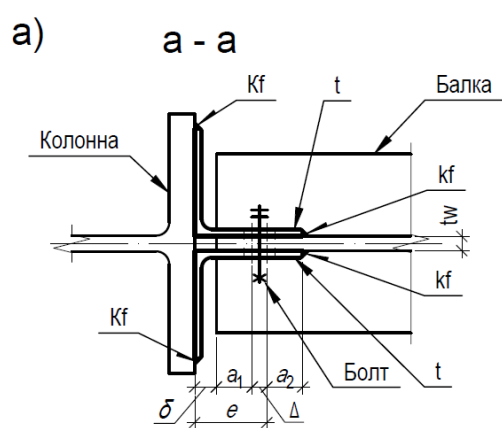 а) а - а
Kf t Балка
Колонна kf
tw
kf
Kf
a₁ a₂ Болт t
δ e Δ